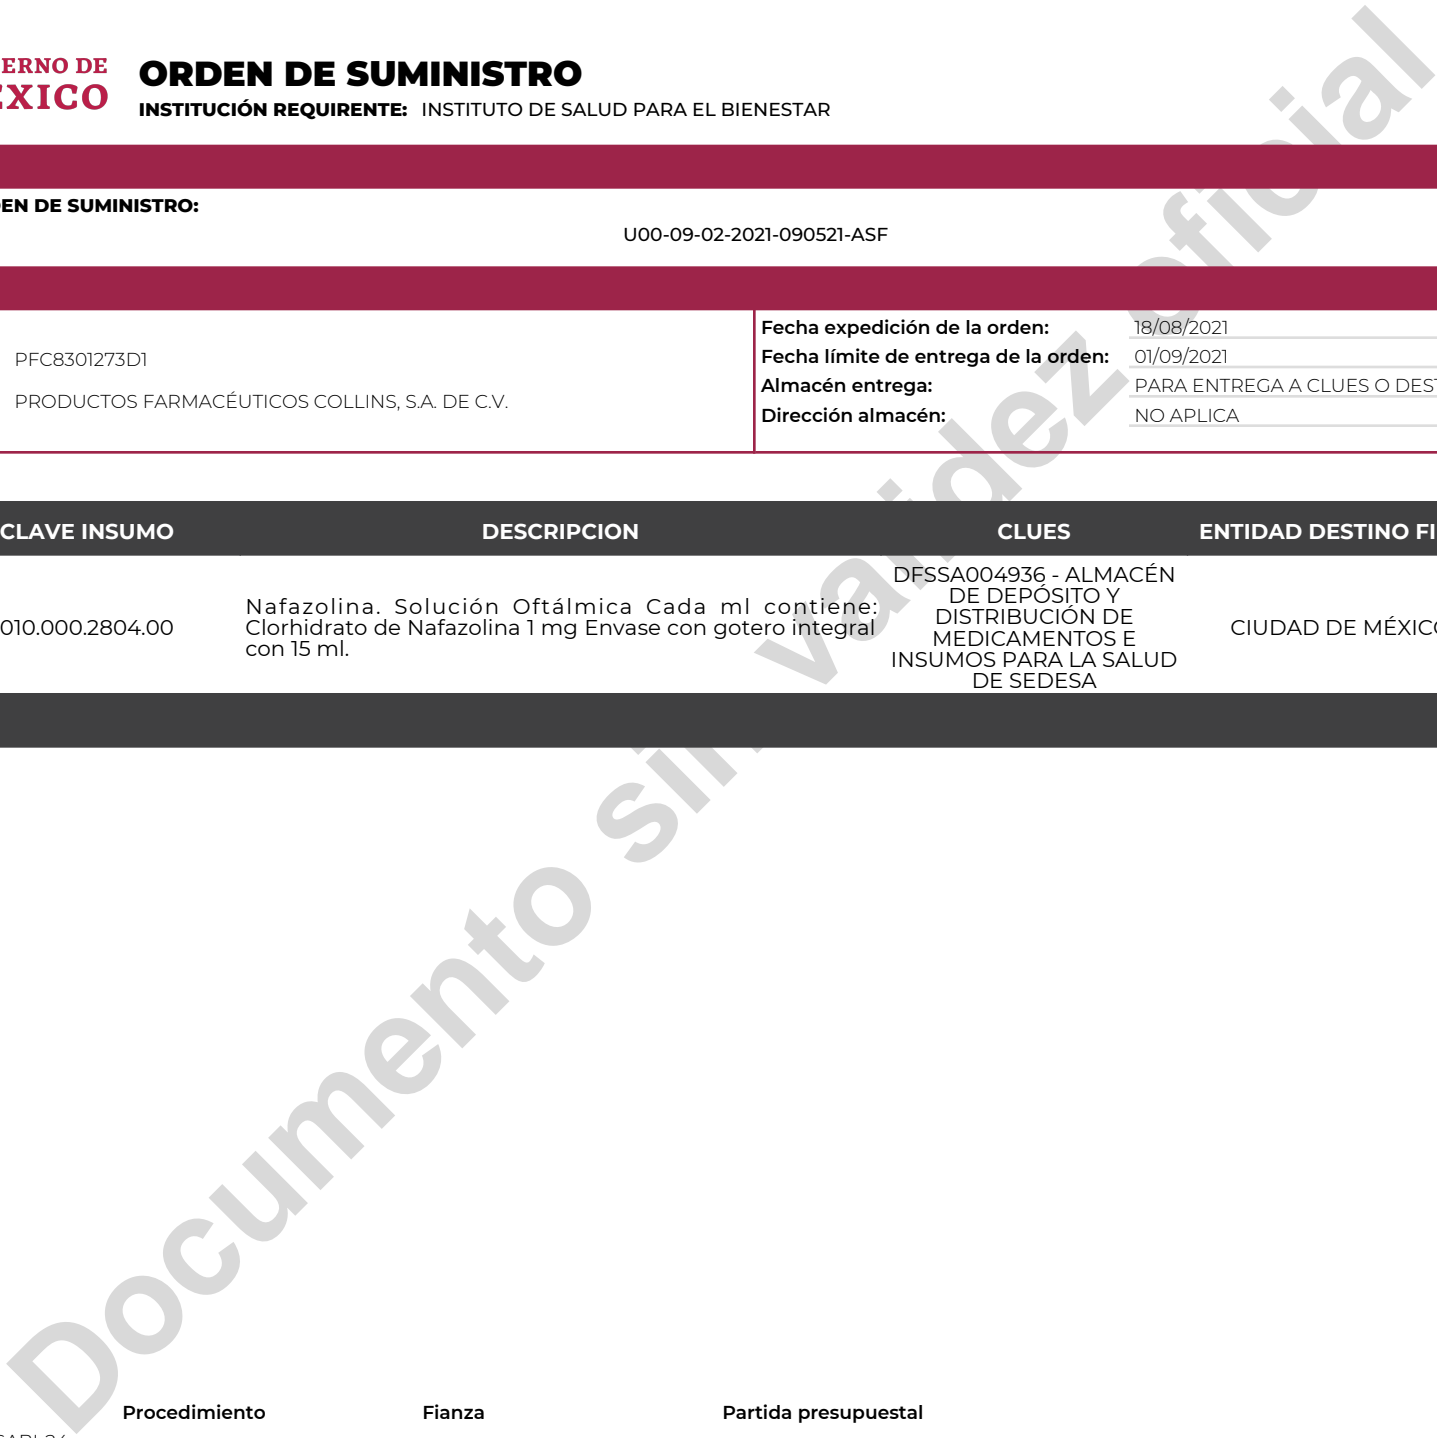 ERNO DE
ÉXICO
ORDEN DE SUMINISTRO
INSTITUCIÓN REQUIRENTE: INSTITUTO DE SALUD PARA EL BIENESTAR
EN DE SUMINISTRO:
U00-09-02-2021-090521-ASF
PFC8301273D1
PRODUCTOS FARMACÉUTICOS COLLINS, S.A. DE C.V.
Fecha expedición de la orden: 18/08/2021
Fecha límite de entrega de la orden: 01/09/2021
Almacén entrega: PARA ENTREGA A CLUES O DEST
Dirección almacén: NO APLICA
CLAVE INSUMO DESCRIPCION CLUES ENTIDAD DESTINO FI
010.000.2804.00
Nafazolina. Solución Oftálmica Cada ml contiene:
Clorhidrato de Nafazolina 1 mg Envase con gotero integral
con 15 ml.
DFSSA004936 - ALMACÉN
DE DEPÓSITO Y
DISTRIBUCIÓN DE
MEDICAMENTOS E
INSUMOS PARA LA SALUD
DE SEDESA
CIUDAD DE MÉXICO
Documento sin validez oficial
Procedimiento Fianza Partida presupuestal